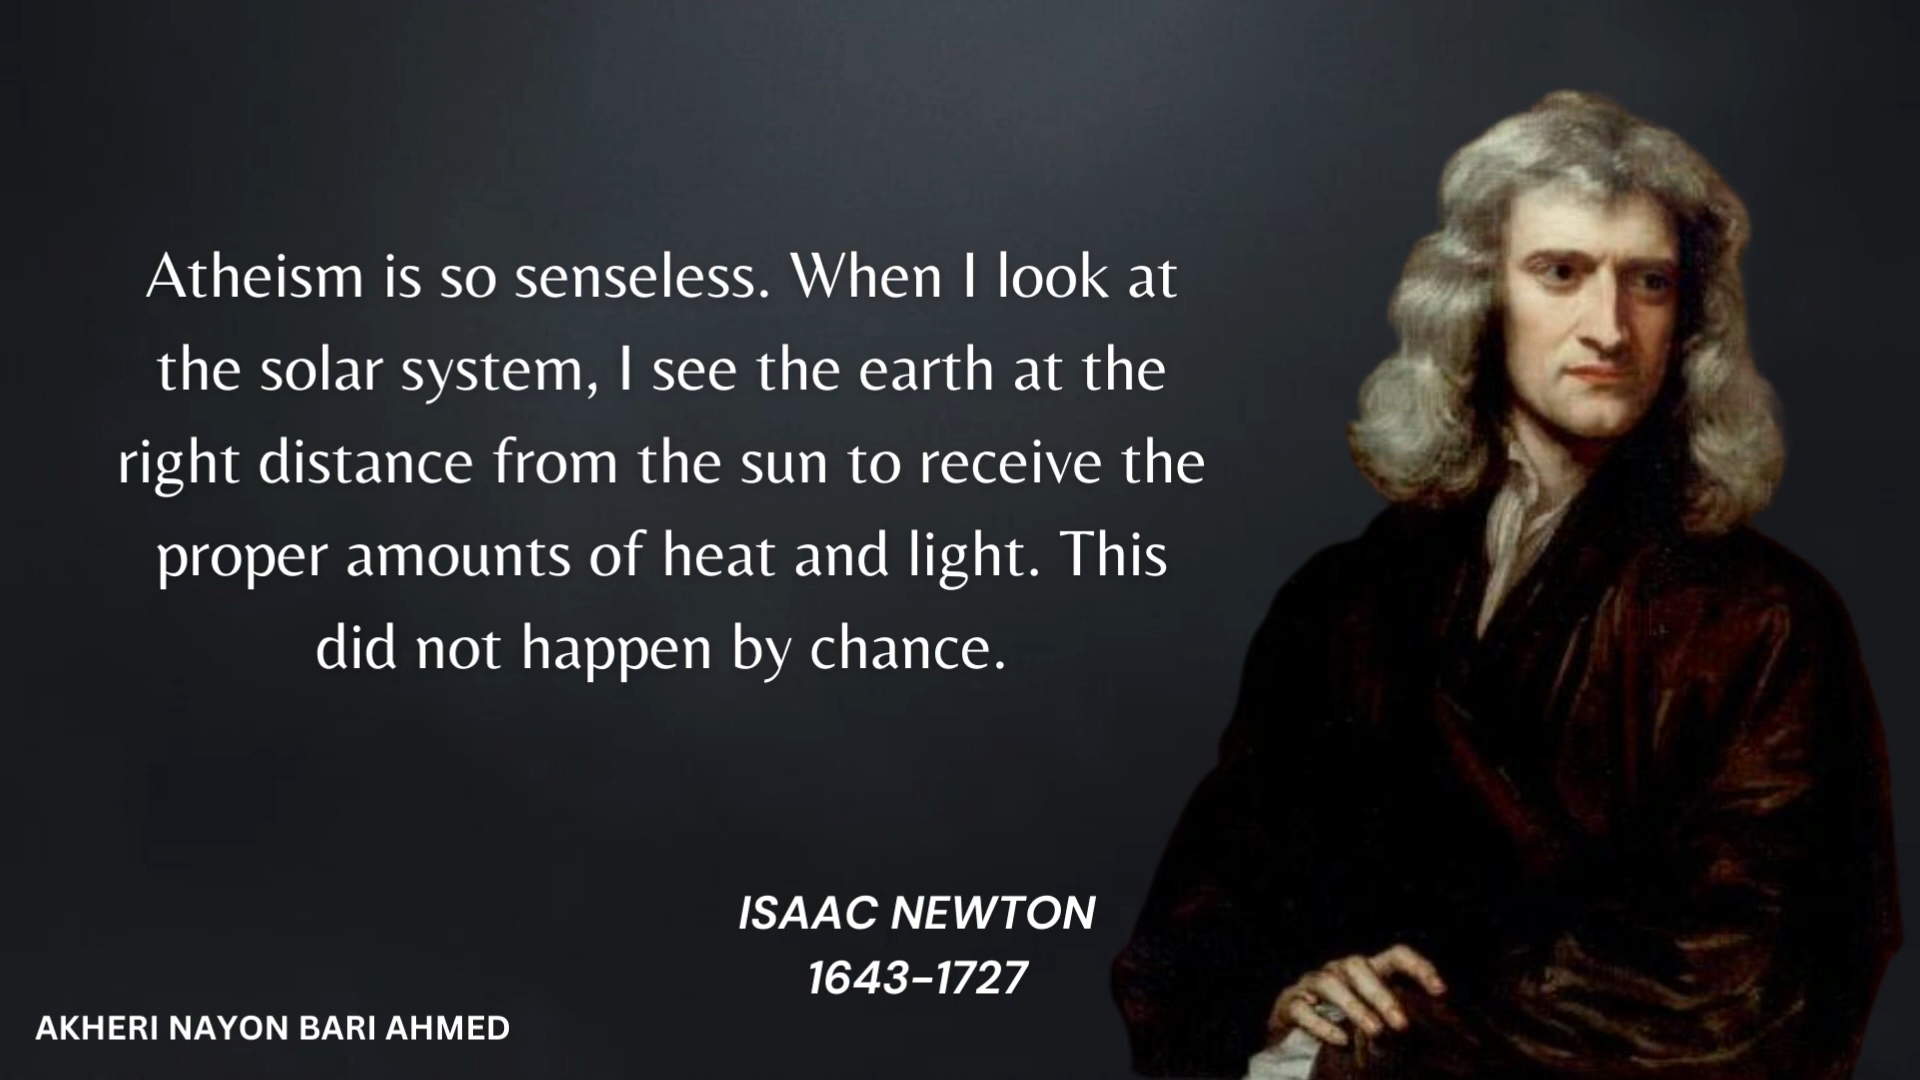 Atheism is so senseless. When I look at
the solar system, I see the earth at the
right distance from the sun to receive the
proper amounts of heat and light. This
did not happen by chance.
ISAAC NEWTON
1643–1727
AKHERI NAYON BARI AHMED